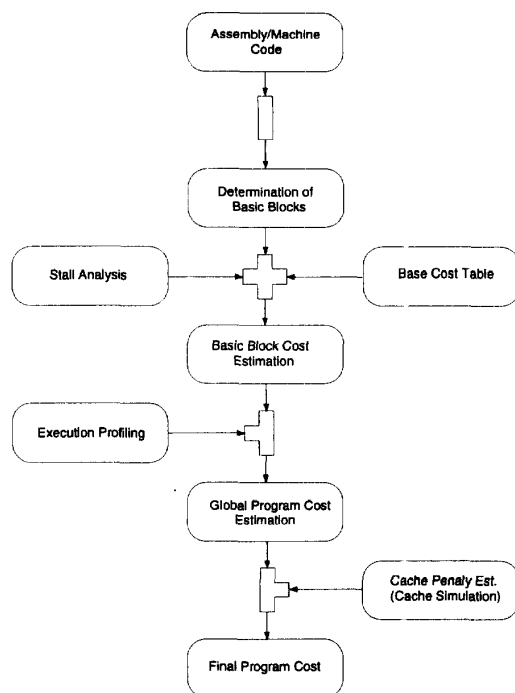 Assembly/Machine
Code
Determination of
Basic Blocks
Stall Analysis
Base Cost Table
Basic Block Cost
Estimation
Execution Profiling
Global Program Cost
Estimation
Cache Penaly Est.
(Cache Simulation)
Final Program Cost